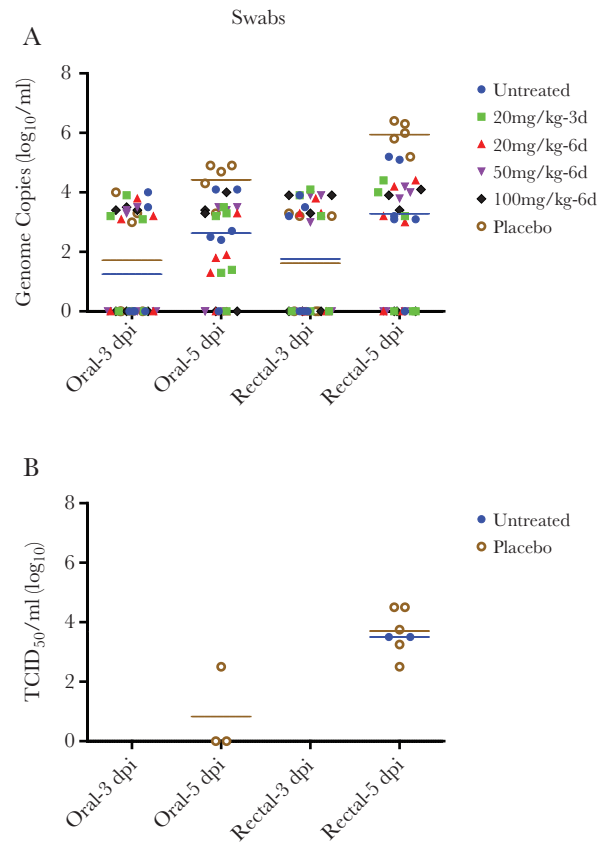 Swabs
A
Genome Copies (log10/ml)
8
6
4
2
0
Oral-3 dpi
Oral-5 dpi
Rectal-3 dpi
Rectal-5 dpi
Untreated
20mg/kg-3d
20mg/kg-6d
50mg/kg-6d
100mg/kg-6d
Placebo
B
TCID50/ml (log10)
8
6
4
2
0
Oral-3 dpi
Oral-5 dpi
Rectal-3 dpi
Rectal-5 dpi
Untreated
Placebo